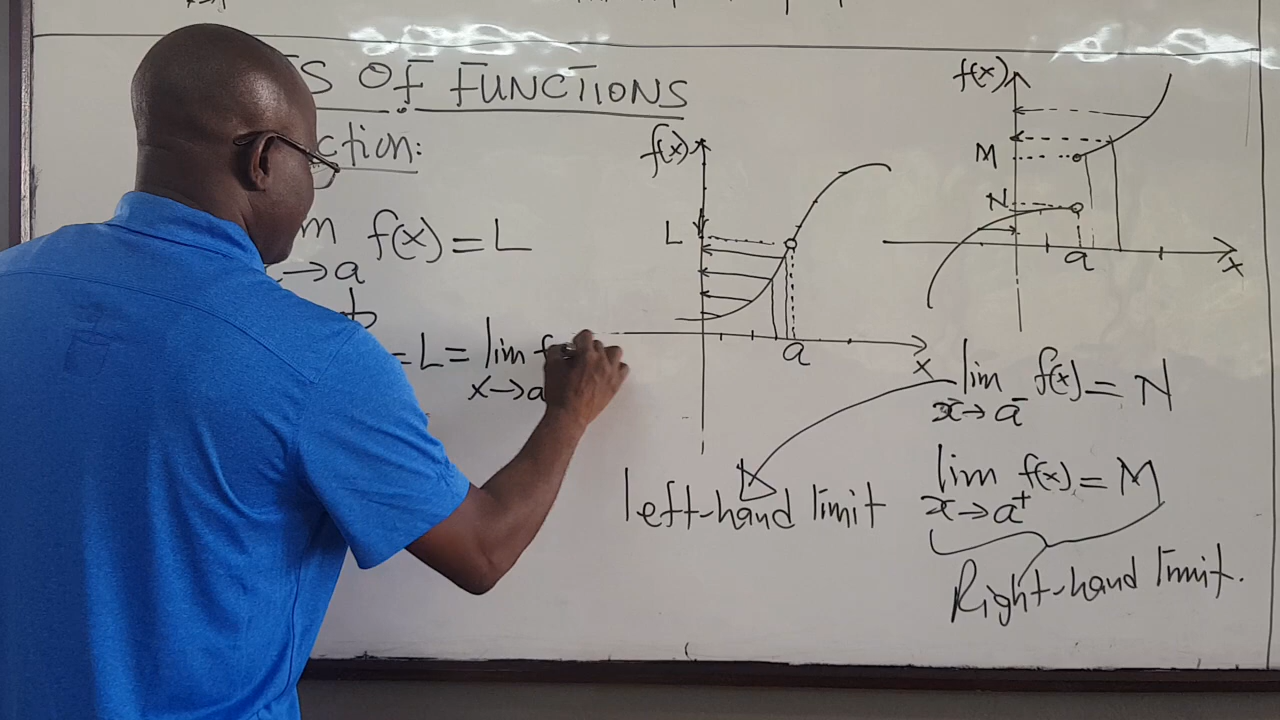 S OF FUNCTIONS
ction:
m f(x) = L
x→a
= L = lim f
x→a
f(x)
L
a
x
f(x)
M
N
a
x
lim f(x) = N
x→a⁻
left-hand limit
lim f(x) = M
x→a⁺
Right-hand limit.